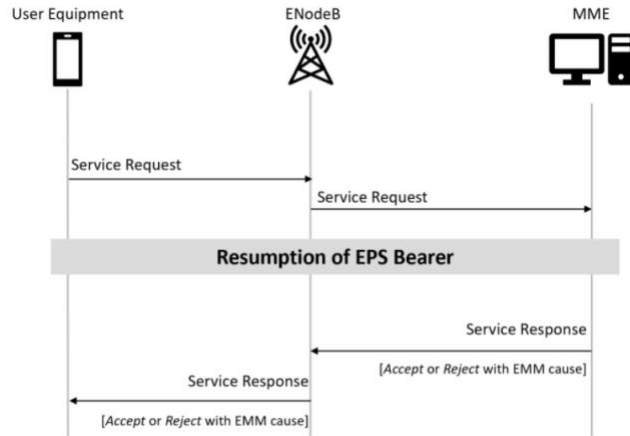 User Equipment
ENodeB
MME
Service Request
Service Request
Resumption of EPS Bearer
Service Response
[Accept or Reject with EMM cause]
Service Response
[Accept or Reject with EMM cause]